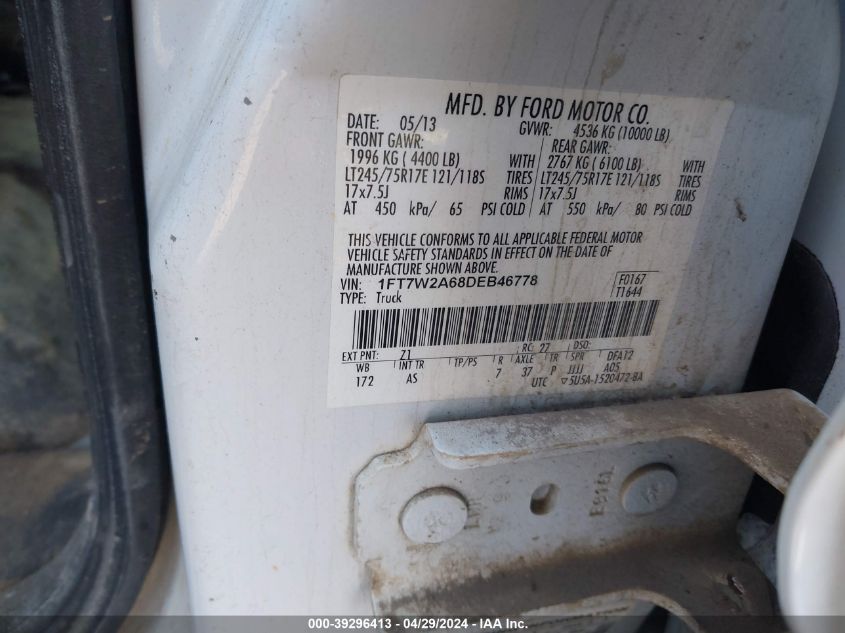 MFD. BY FORD MOTOR CO.
DATE: 05/13 GVWR: 4536 KG (10000 LB)
FRONT GAWR: REAR GAWR:
1996 KG ( 4400 LB) WITH 2767 KG ( 6100 LB) WITH
LT245/75R17E 121/118S TIRES LT245/75R17E 121/118S TIRES
17x7.5J RIMS 17x7.5J RIMS
AT 450 kPa/ 65 PSI COLD AT 550 kPa/ 80 PSI COLD
THIS VEHICLE CONFORMS TO ALL APPLICABLE FEDERAL MOTOR
VEHICLE SAFETY STANDARDS IN EFFECT ON THE DATE OF
MANUFACTURE SHOWN ABOVE.
VIN: 1FT7W2A68DEB46778 F0167
TYPE: Truck T1644
EXT PNT: Z1 RC: 27 DSO:
WB INT TR TP/PS R AXLE TR SPR DFA12
172 AS 7 37 P JJJJ A05
UTC ▽5U5A-1520472-BA
000-39296413 - 04/29/2024 - IAA Inc.